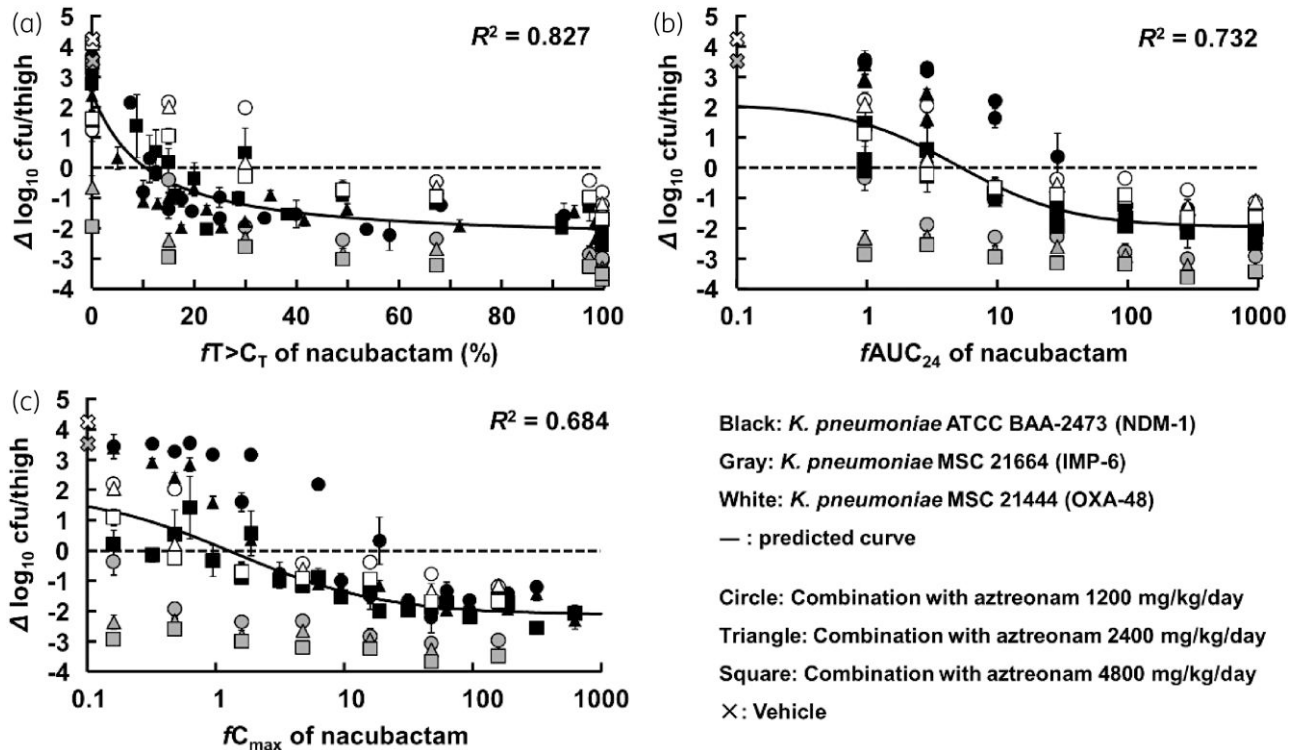 (a)
R² = 0.827
5
4
3
2
1
0
-1
-2
-3
-4
Δ log₁₀ cfu/thigh
0
20
40
60
80
100
fT>C_T of nacubactam (%)
(b)
R² = 0.732
5
4
3
2
1
0
-1
-2
-3
-4
Δ log₁₀ cfu/thigh
0.1
1
10
100
1000
fAUC₂₄ of nacubactam
(c)
R² = 0.684
5
4
3
2
1
0
-1
-2
-3
-4
Δ log₁₀ cfu/thigh
0.1
1
10
100
1000
fC_max of nacubactam
Black: K. pneumoniae ATCC BAA-2473 (NDM-1)
Gray: K. pneumoniae MSC 21664 (IMP-6)
White: K. pneumoniae MSC 21444 (OXA-48)
— : predicted curve
Circle: Combination with aztreonam 1200 mg/kg/day
Triangle: Combination with aztreonam 2400 mg/kg/day
Square: Combination with aztreonam 4800 mg/kg/day
×: Vehicle